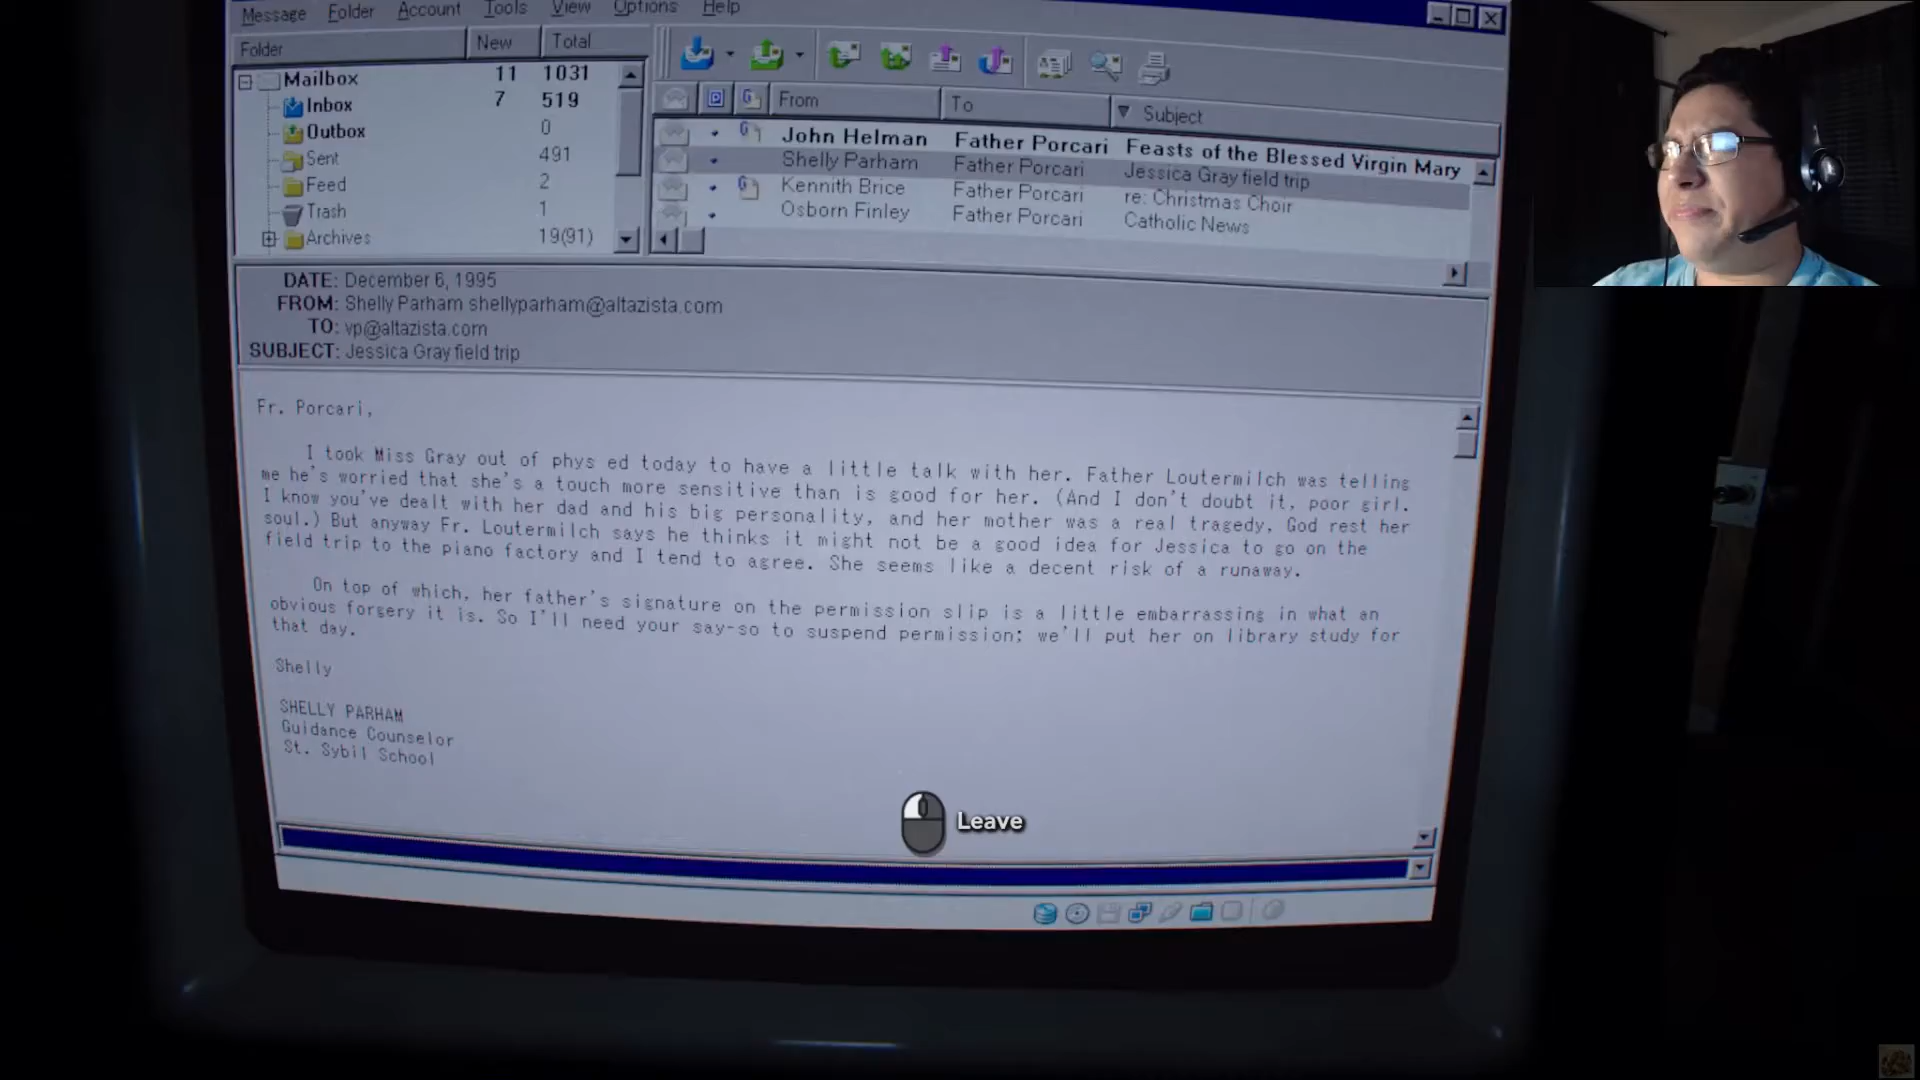 Message Folder Account Tools View Options Help
Folder New Total
Mailbox 11 1031
Inbox 7 519
Outbox 0
Sent 491
Feed 2
Trash 1
Archives 19(91)
From To Subject
John Helman Father Porcari Feasts of the Blessed Virgin Mary
Shelly Parham Father Porcari Jessica Gray field trip
Kennith Brice Father Porcari re: Christmas Choir
Osborn Finley Father Porcari Catholic News
DATE: December 6, 1995
FROM: Shelly Parham shellyparham@altazista.com
TO: vp@altazista.com
SUBJECT: Jessica Gray field trip
Fr. Porcari,
I took Miss Gray out of phys ed today to have a little talk with her. Father Loutermilch was telling
me he's worried that she's a touch more sensitive than is good for her. (And I don't doubt it, poor girl.
I know you've dealt with her dad and his big personality, and her mother was a real tragedy, God rest her
soul.) But anyway Fr. Loutermilch says he thinks it might not be a good idea for Jessica to go on the
field trip to the piano factory and I tend to agree. She seems like a decent risk of a runaway.
On top of which, her father's signature on the permission slip is a little embarrassing in what an
obvious forgery it is. So I'll need your say-so to suspend permission; we'll put her on library study for
that day.
Shelly
SHELLY PARHAM
Guidance Counselor
St. Sybil School
Leave